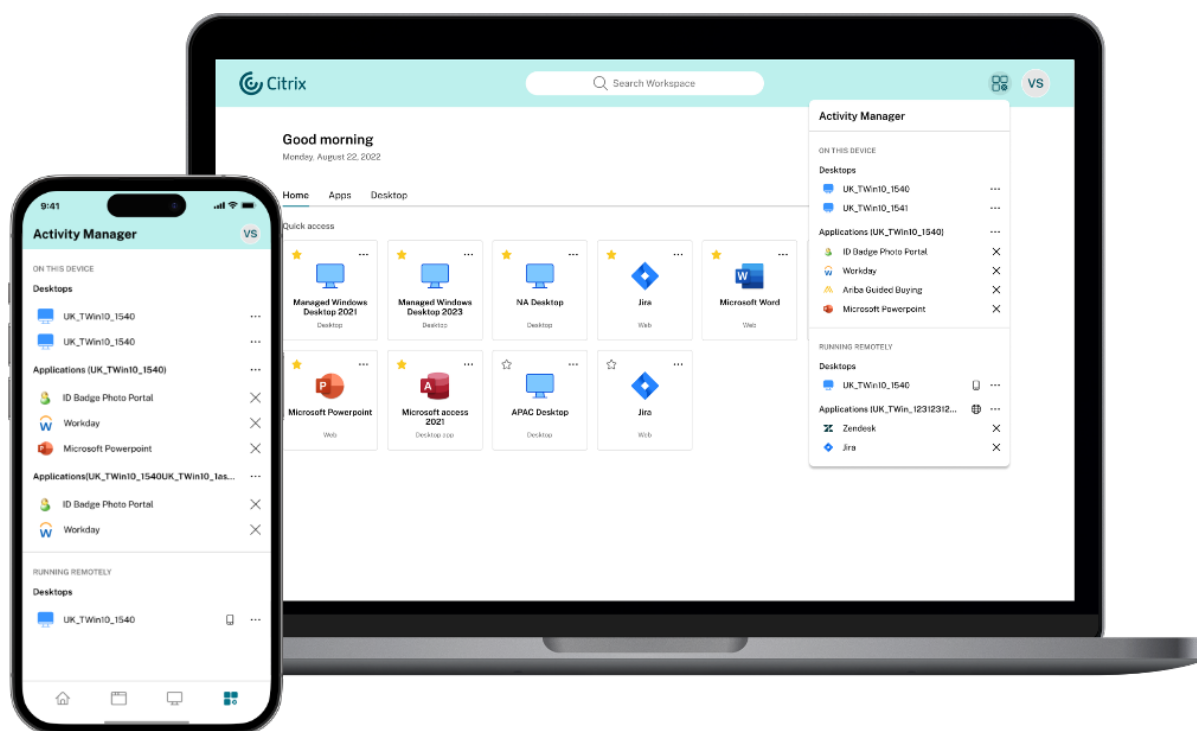 Citrix
Search Workspace
VS
Good morning
Monday, August 22, 2022
Home Apps Desktop
Quick access
Managed Windows
Desktop 2021
Desktop
Managed Windows
Desktop 2023
Desktop
NA Desktop
Desktop
Jira
Web
W
Microsoft Word
Web
P
Microsoft Powerpoint
Web
A
Microsoft access
2021
Desktop app
APAC Desktop
Desktop
Jira
Web
Activity Manager
ON THIS DEVICE
Desktops
UK_TWin10_1540
UK_TWin10_1541
Applications (UK_TWin10_1540)
ID Badge Photo Portal
Workday
Ariba Guided Buying
Microsoft Powerpoint
RUNNING REMOTELY
Desktops
UK_TWin10_1540
Applications (UK_TWin_12312312...
Zendesk
Jira
9:41
Activity Manager
VS
ON THIS DEVICE
Desktops
UK_TWin10_1540
UK_TWin10_1540
Applications (UK_TWin10_1540)
ID Badge Photo Portal
Workday
Microsoft Powerpoint
Applications(UK_TWin10_1540UK_TWin10_1as...
ID Badge Photo Portal
Workday
RUNNING REMOTELY
Desktops
UK_TWin10_1540